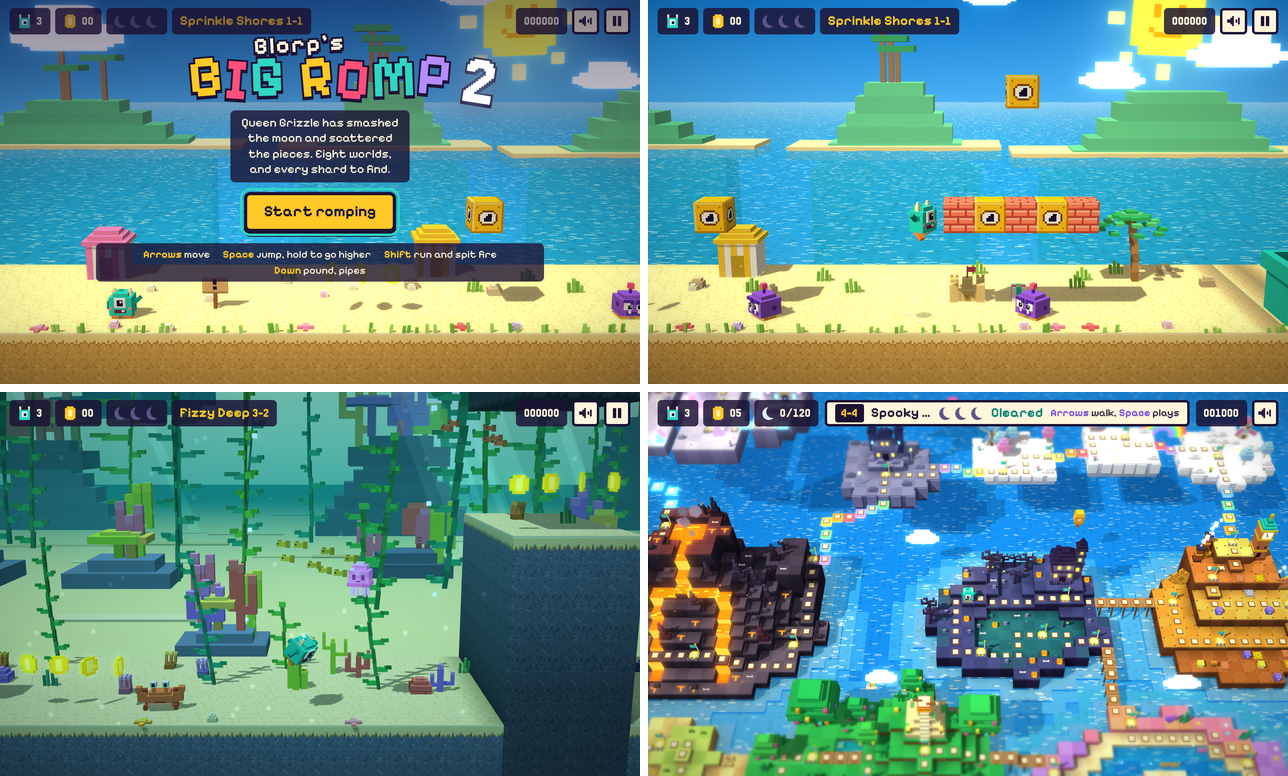 3 00 Sprinkle Shores 1-1 000000
Blorp's
BIG ROMP 2
Queen Grizzle has smashed
the moon and scattered
the pieces. Eight worlds,
and every shard to find.
Start romping
Arrows move Space jump, hold to go higher Shift run and spit fire
Down pound, pipes
3 00 Sprinkle Shores 1-1 000000
3 00 Fizzy Deep 3-2 000000
3 05 0/120 4-4 Spooky ... Cleared Arrows walk, Space plays 001000